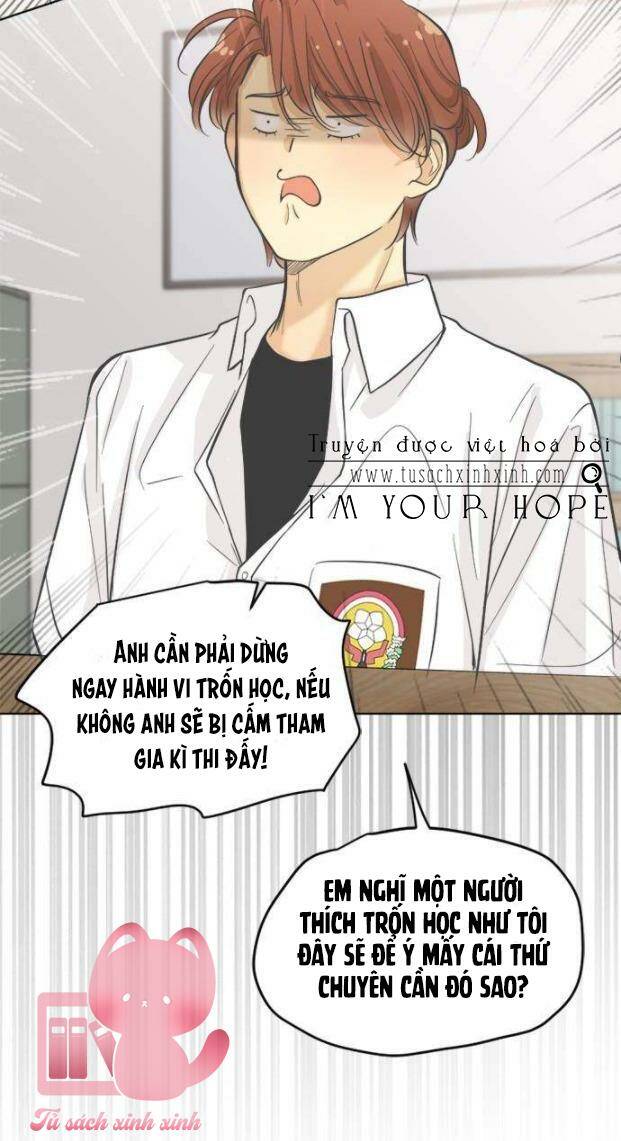 Truyện được việt hoá bởi
www.tusachxinhxinh.com
I'M YOUR HOPE
ANH CẦN PHẢI DỪNG
NGAY HÀNH VI TRỐN HỌC, NẾU
KHÔNG ANH SẼ BỊ CẤM THAM
GIA KÌ THI ĐẤY!
EM NGHĨ MỘT NGƯỜI
THÍCH TRỐN HỌC NHƯ TÔI
ĐÂY SẼ ĐỂ Ý MẤY CÁI THỨ
CHUYÊN CẦN ĐÓ SAO?
Tủ sách xinh xinh